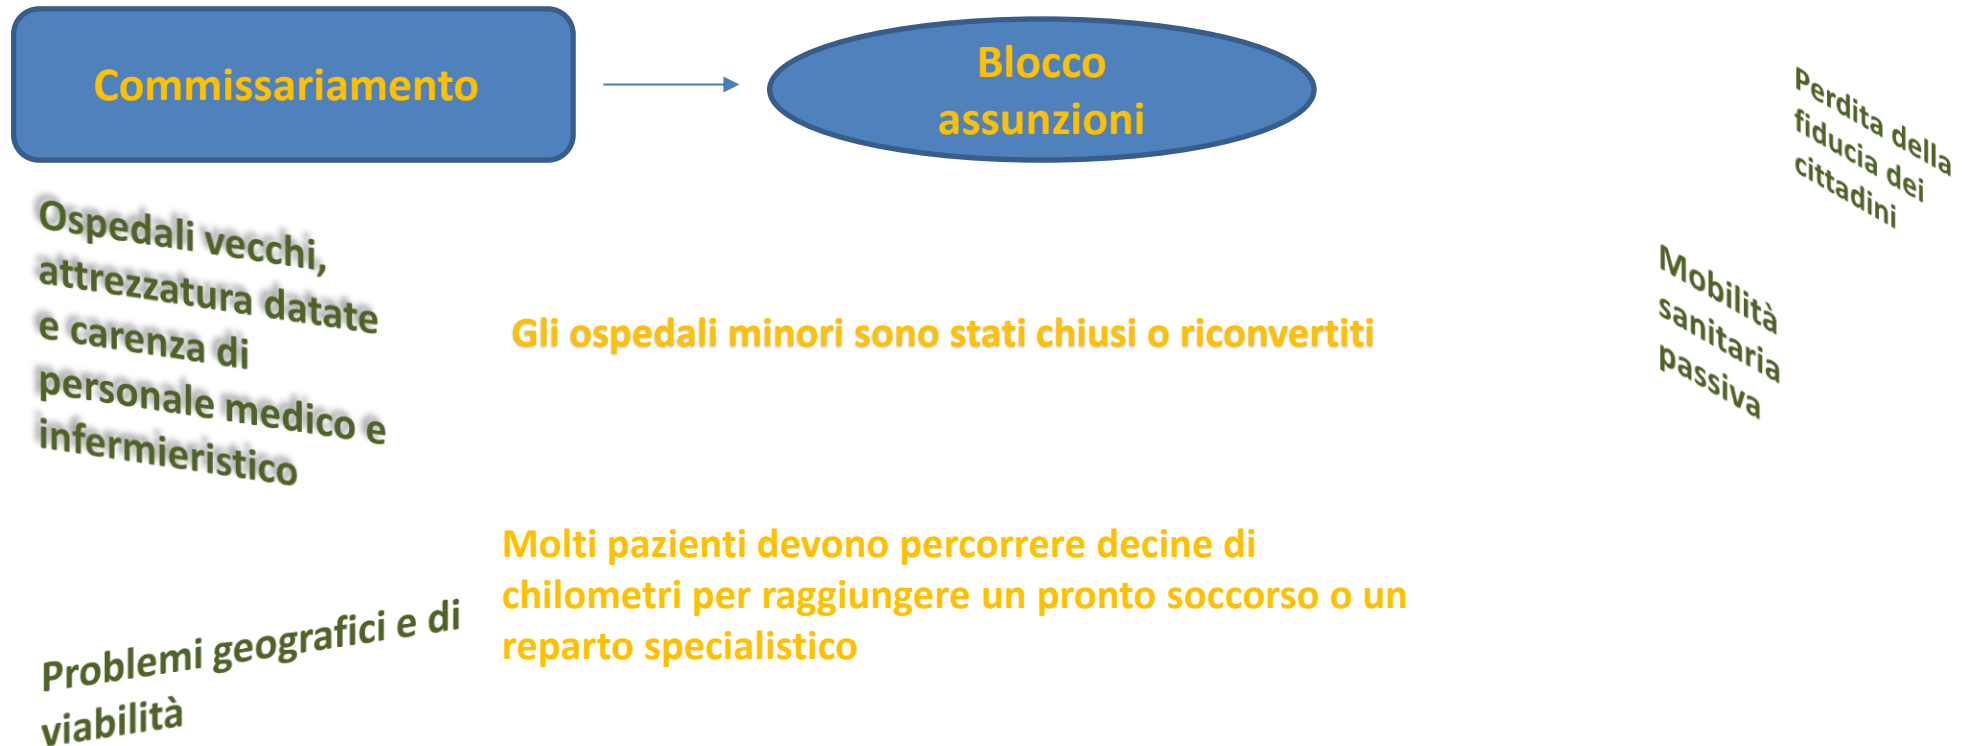 Commissariamento
Blocco
assunzioni
Perdita della
fiducia dei
cittadini
Ospedali vecchi,
attrezzatura datate
e carenza di
personale medico e
infermieristico
Gli ospedali minori sono stati chiusi o riconvertiti
Mobilità
sanitaria
passiva
Molti pazienti devono percorrere decine di
chilometri per raggiungere un pronto soccorso o un
reparto specialistico
Problemi geografici e di
viabilità